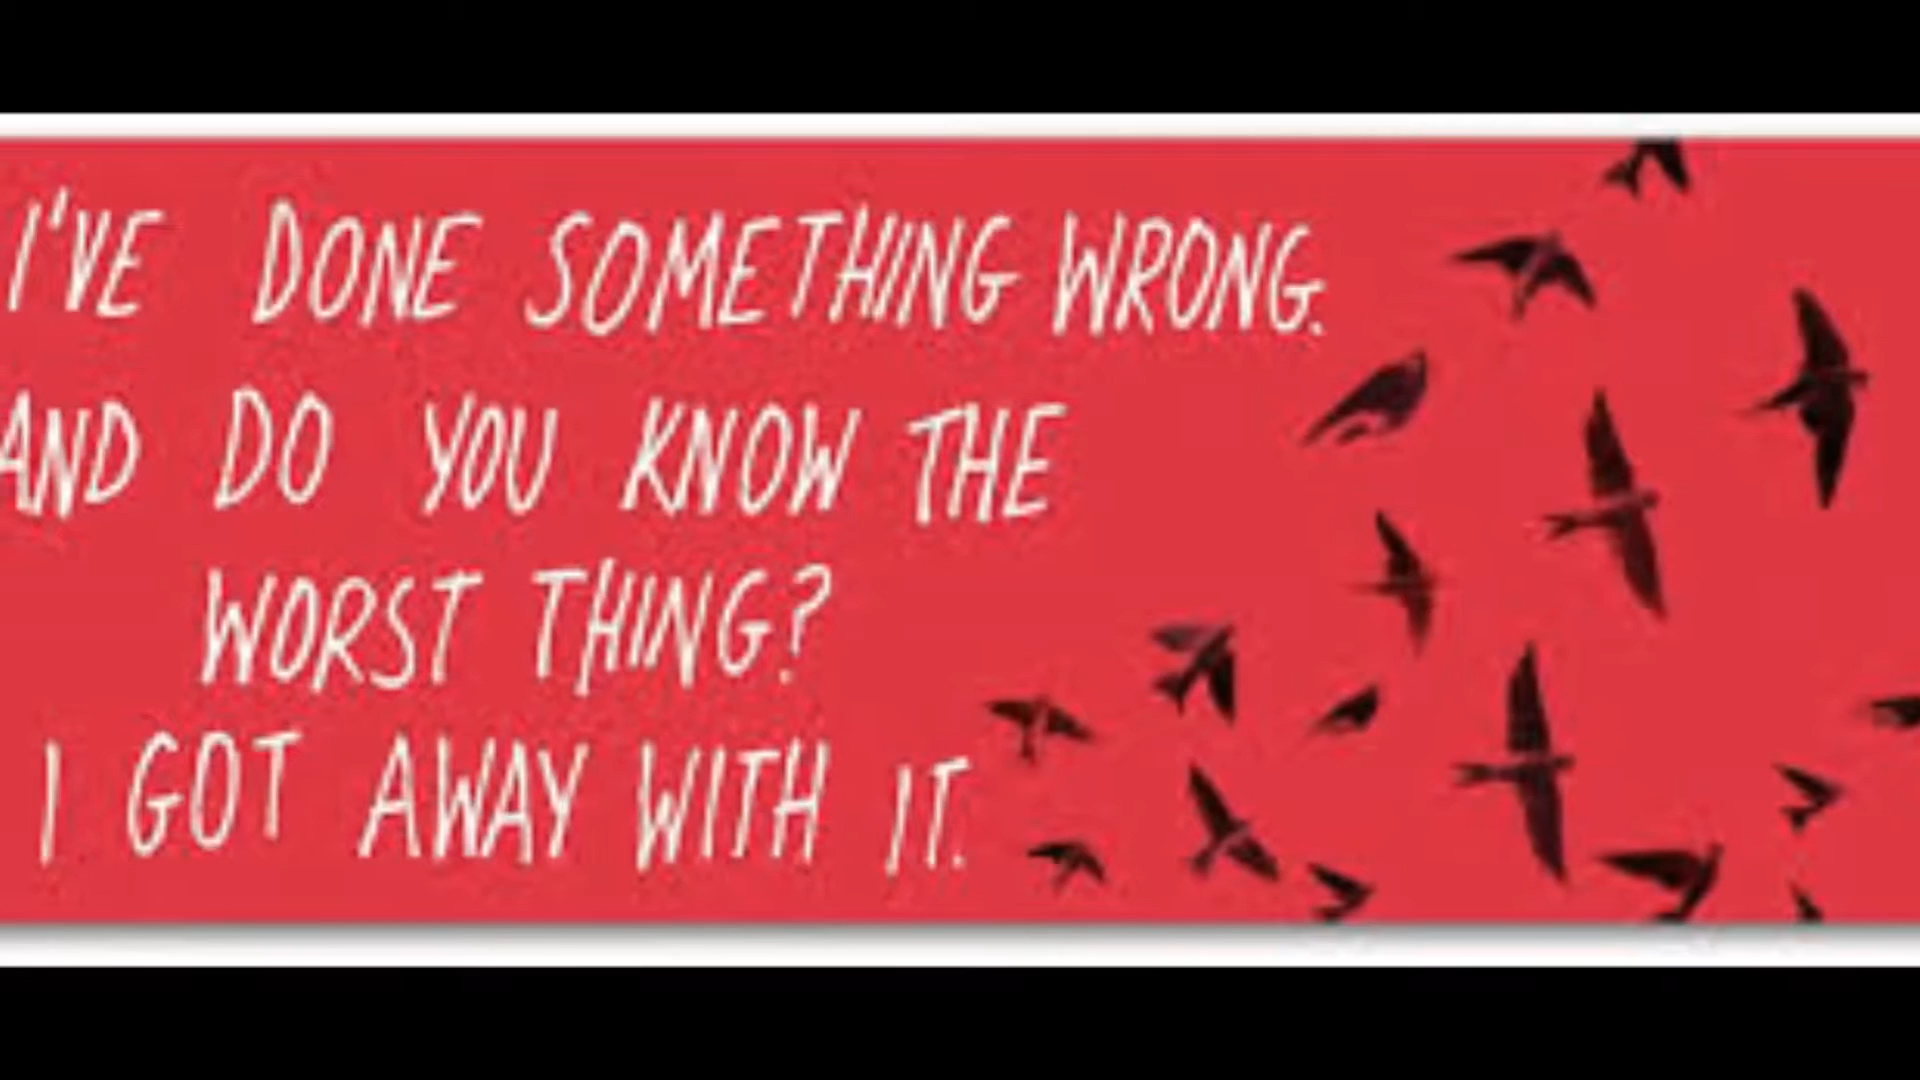 I'VE DONE SOMETHING WRONG.
AND DO YOU KNOW THE
WORST THING?
I GOT AWAY WITH IT.